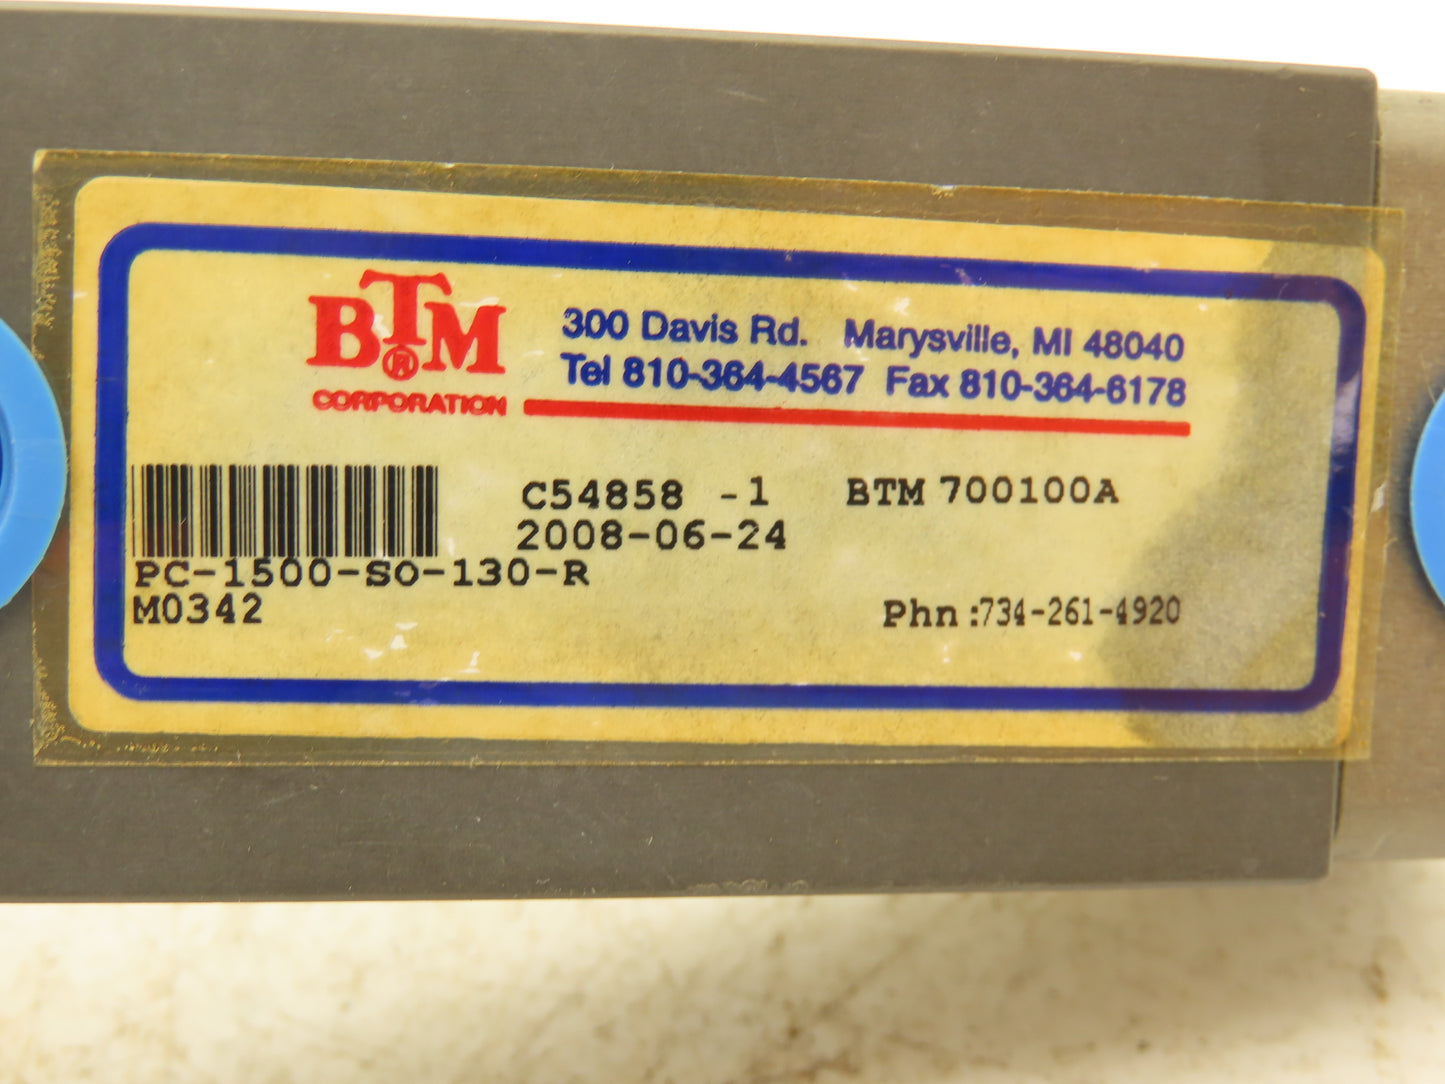 BTM®
CORPORATION
300 Davis Rd. Marysville, MI 48040
Tel 810-364-4567 Fax 810-364-6178
C54858 -1 BTM 700100A
2008-06-24
PC-1500-SO-130-R
M0342 Phn :734-261-4920